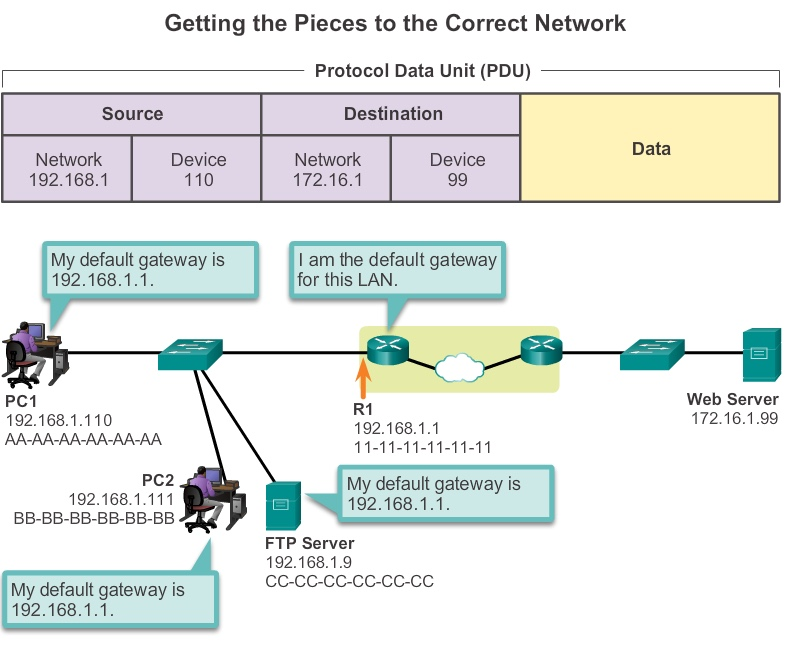 Getting the Pieces to the Correct Network
Protocol Data Unit (PDU)
Source
Destination
Data
Network
192.168.1
Device
110
Network
172.16.1
Device
99
My default gateway is
192.168.1.1.
I am the default gateway
for this LAN.
PC1
192.168.1.110
AA-AA-AA-AA-AA-AA
R1
192.168.1.1
11-11-11-11-11-11
Web Server
172.16.1.99
PC2
192.168.1.111
BB-BB-BB-BB-BB-BB
My default gateway is
192.168.1.1.
FTP Server
192.168.1.9
CC-CC-CC-CC-CC-CC
My default gateway is
192.168.1.1.